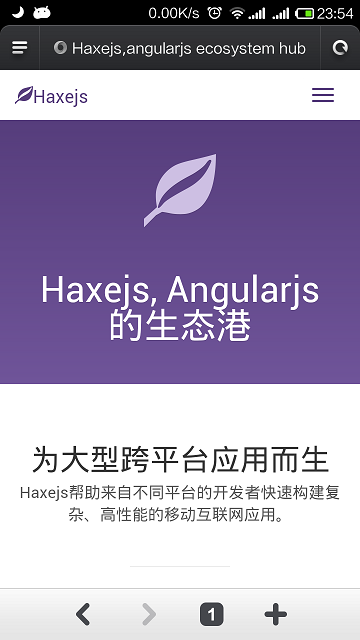 0.00K/s 23:54
Haxejs,angularjs ecosystem hub
Haxejs
Haxejs, Angularjs
的生态港
为大型跨平台应用而生
Haxejs帮助来自不同平台的开发者快速构建复
杂、高性能的移动互联网应用。
1